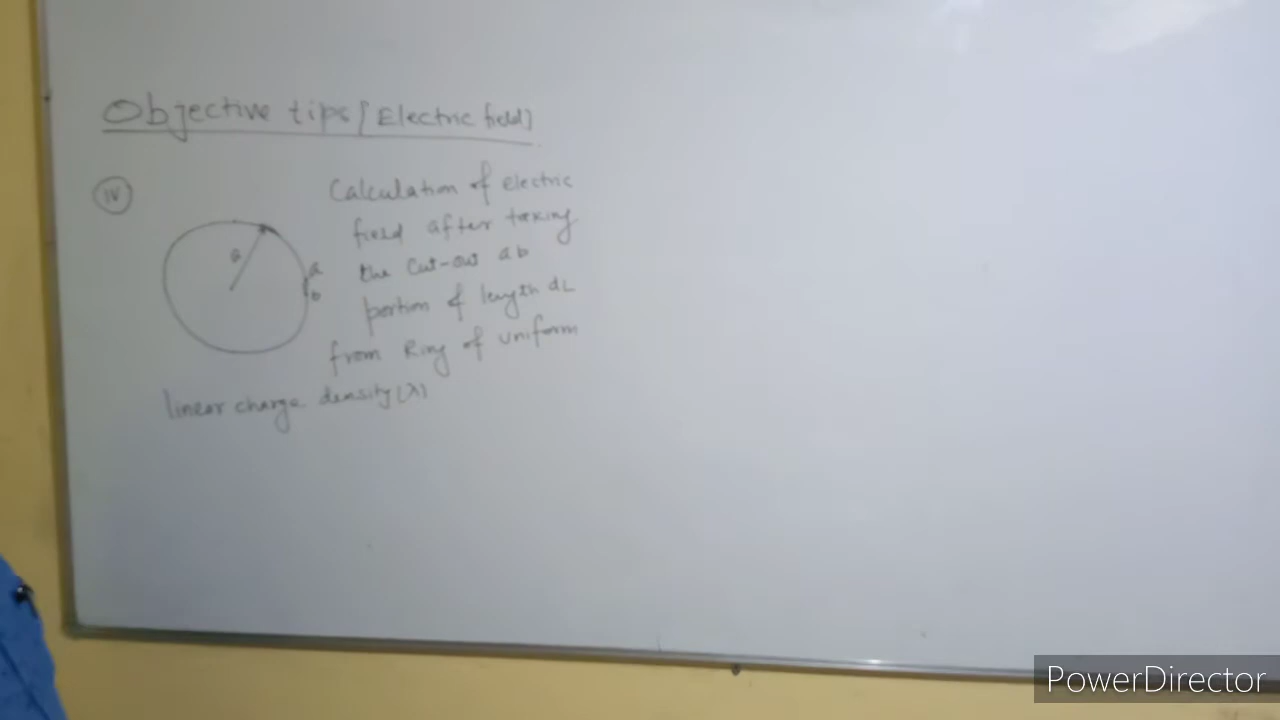 Objective tips [Electric field]
iv
Calculation of electric
field after taking
the cut-out ab
portion of length dL
from Ring of uniform
linear charge density (λ)
a
a
b
PowerDirector